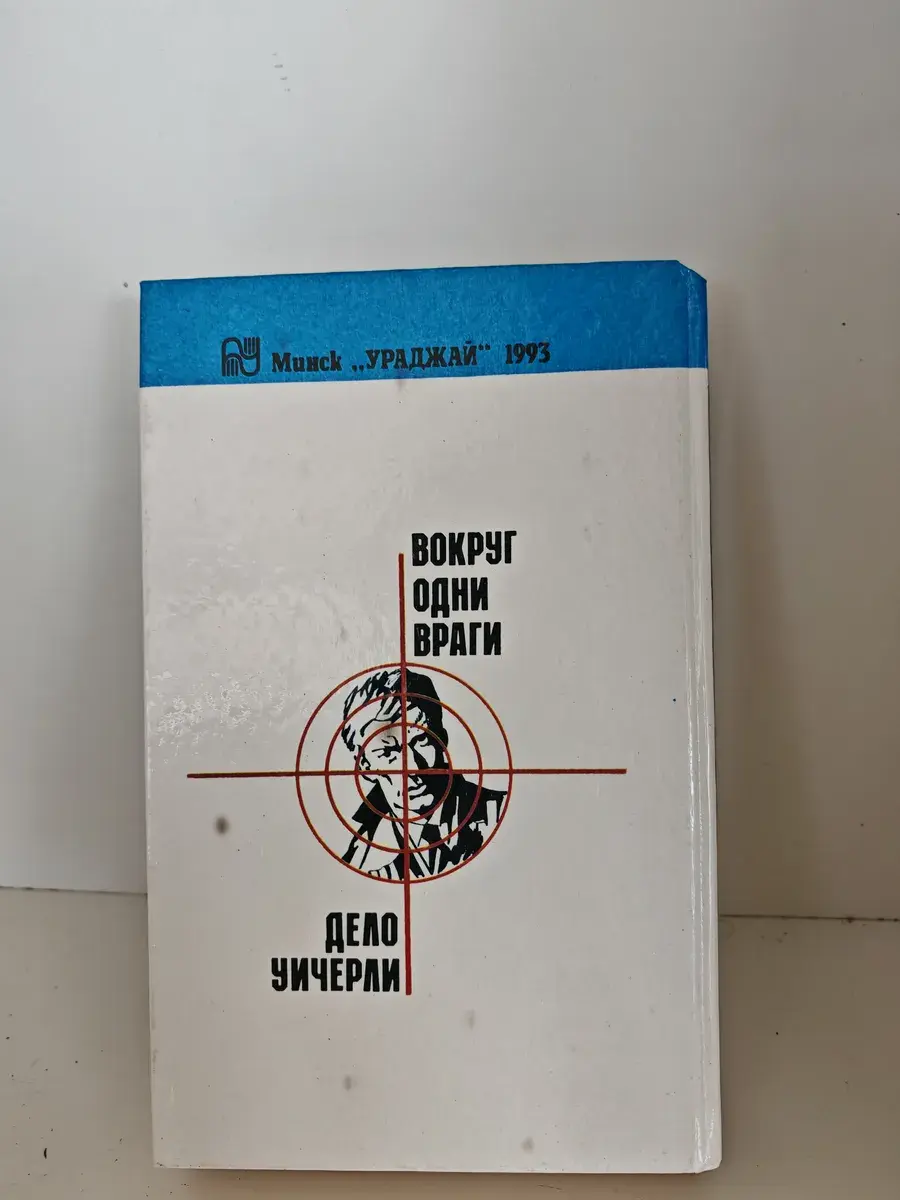 Минск „УРАДЖАЙ“ 1993
ВОКРУГ
ОДНИ
ВРАГИ
ДЕЛО
УИЧЕРЛИ